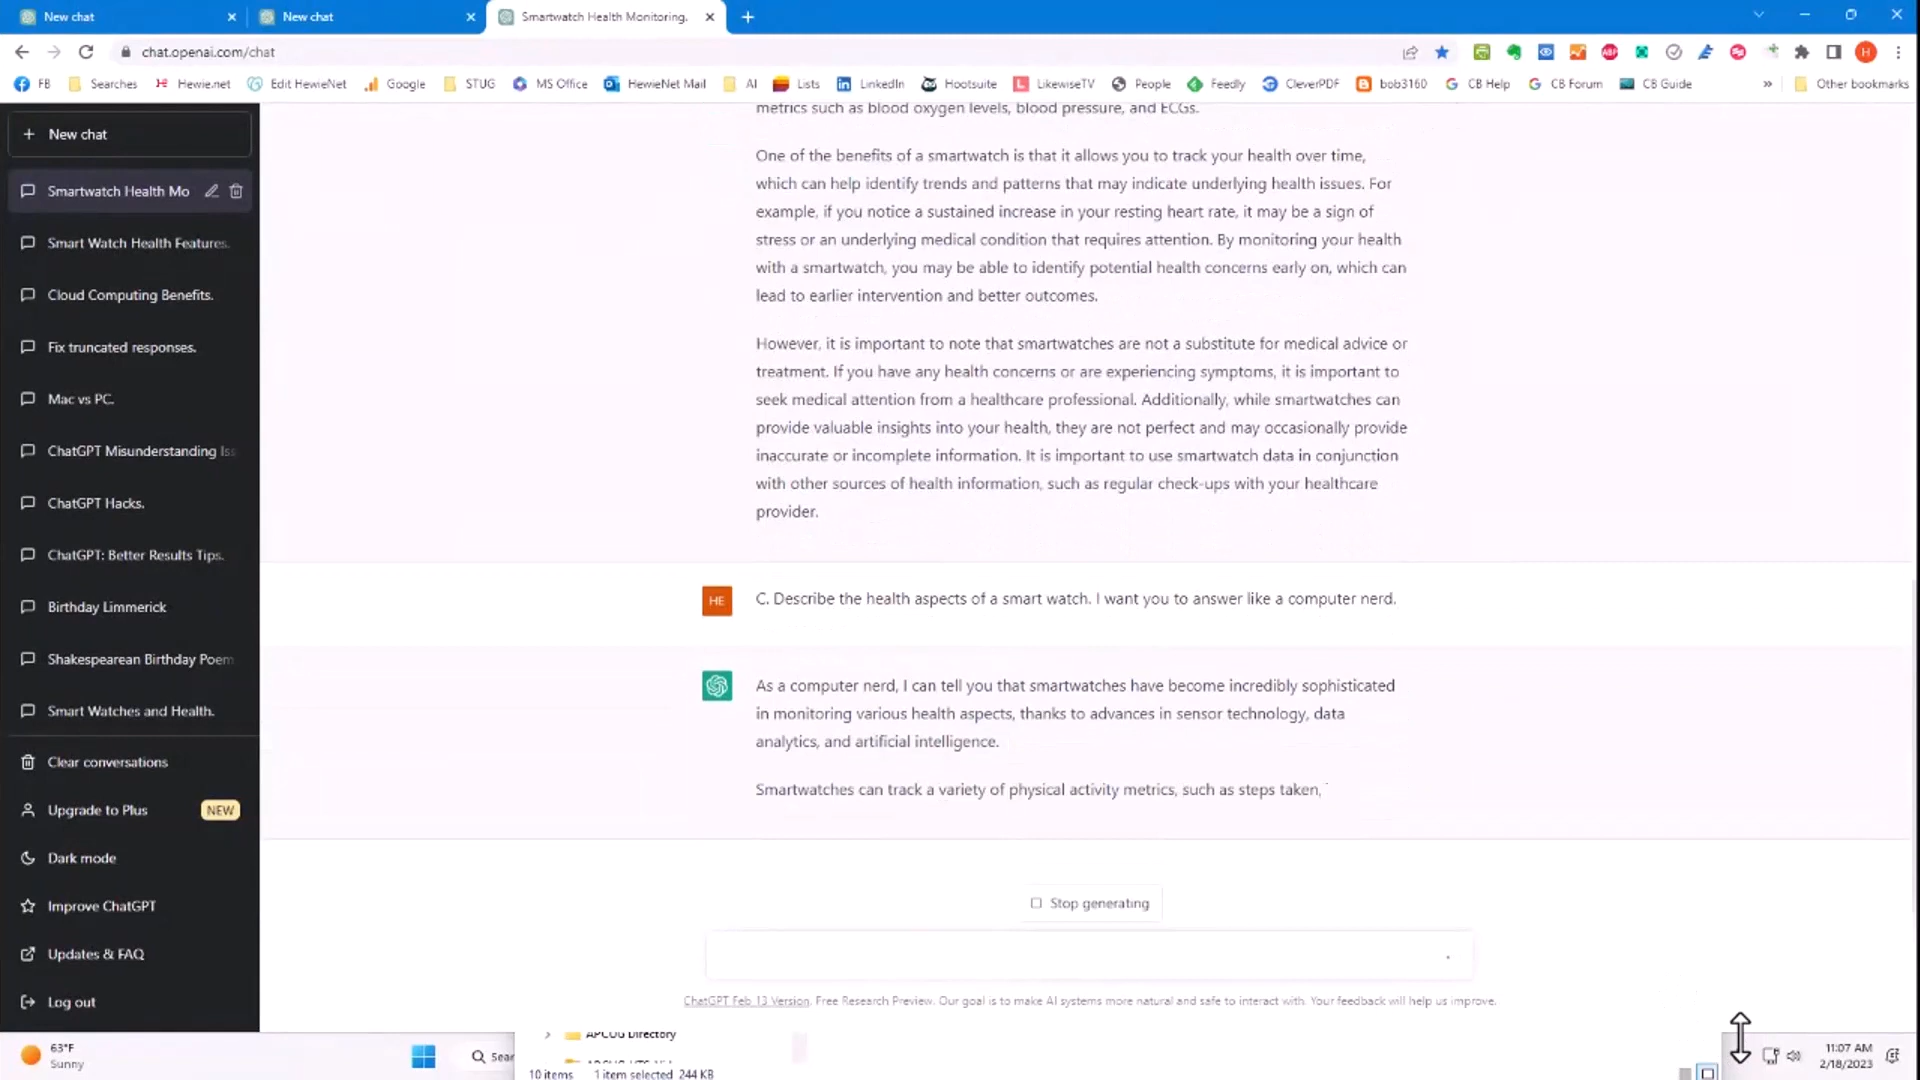 New chat
New chat
Smartwatch Health Monitoring.
chat.openai.com/chat
FB
Searches
Hewie.net
Edit HewieNet
Google
STUG
MS Office
HewieNet Mail
AI
Lists
LinkedIn
Hootsuite
LikewiseTV
People
Feedly
CleverPDF
bob3160
CB Help
CB Forum
CB Guide
»
Other bookmarks
New chat
Smartwatch Health Mo
Smart Watch Health Features.
Cloud Computing Benefits.
Fix truncated responses.
Mac vs PC.
ChatGPT Misunderstanding Iss
ChatGPT Hacks.
ChatGPT: Better Results Tips.
Birthday Limmerick
Shakespearean Birthday Poem
Smart Watches and Health.
Clear conversations
Upgrade to Plus NEW
Dark mode
Improve ChatGPT
Updates & FAQ
Log out
metrics such as blood oxygen levels, blood pressure, and ECGs.
One of the benefits of a smartwatch is that it allows you to track your health over time,
which can help identify trends and patterns that may indicate underlying health issues. For
example, if you notice a sustained increase in your resting heart rate, it may be a sign of
stress or an underlying medical condition that requires attention. By monitoring your health
with a smartwatch, you may be able to identify potential health concerns early on, which can
lead to earlier intervention and better outcomes.
However, it is important to note that smartwatches are not a substitute for medical advice or
treatment. If you have any health concerns or are experiencing symptoms, it is important to
seek medical attention from a healthcare professional. Additionally, while smartwatches can
provide valuable insights into your health, they are not perfect and may occasionally provide
inaccurate or incomplete information. It is important to use smartwatch data in conjunction
with other sources of health information, such as regular check-ups with your healthcare
provider.
HE
C. Describe the health aspects of a smart watch. I want you to answer like a computer nerd.
As a computer nerd, I can tell you that smartwatches have become incredibly sophisticated
in monitoring various health aspects, thanks to advances in sensor technology, data
analytics, and artificial intelligence.
Smartwatches can track a variety of physical activity metrics, such as steps taken,
Stop generating
ChatGPT Feb 13 Version. Free Research Preview. Our goal is to make AI systems more natural and safe to interact with. Your feedback will help us improve.
63°F
Sunny
Sear
APCUG Directory
10 items 1 item selected 244 KB
11:07 AM
2/18/2023